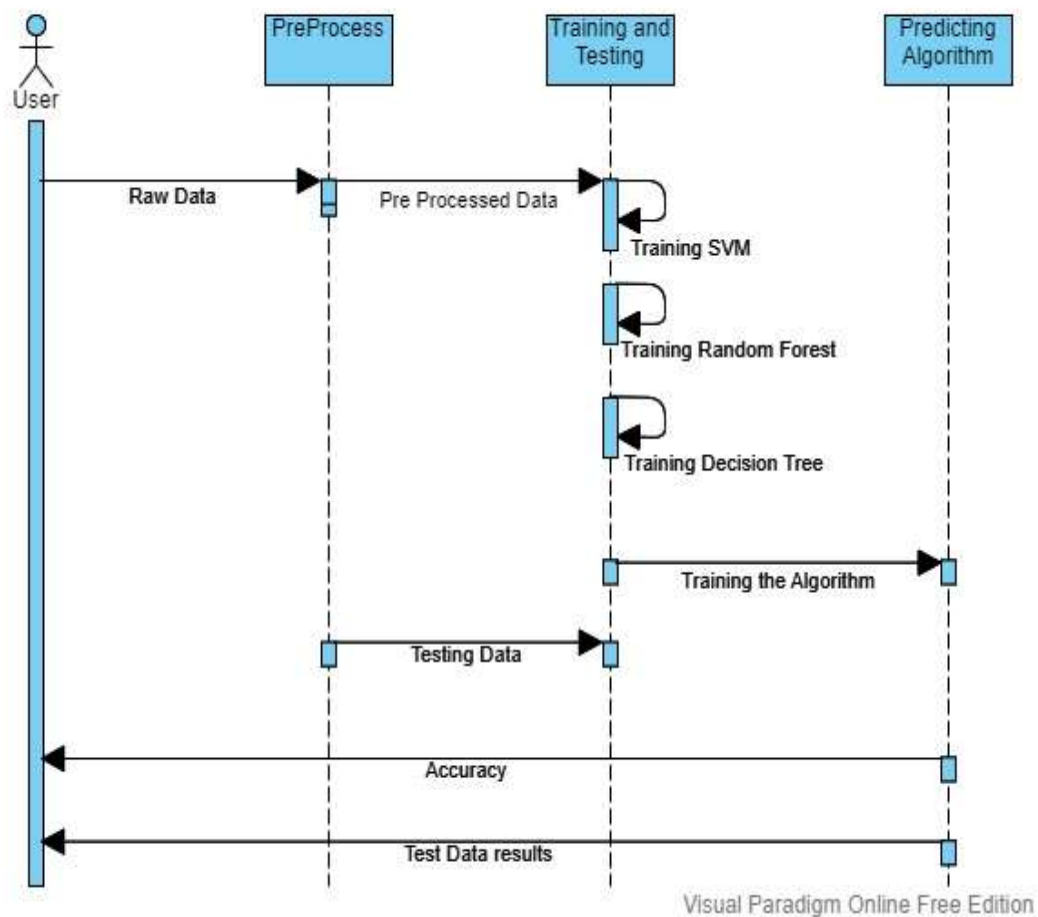 PreProcess
Training and
Testing
Predicting
Algorithm
User
Raw Data
Pre Processed Data
Training SVM
Training Random Forest
Training Decision Tree
Training the Algorithm
Testing Data
Accuracy
Test Data results
Visual Paradigm Online Free Edition